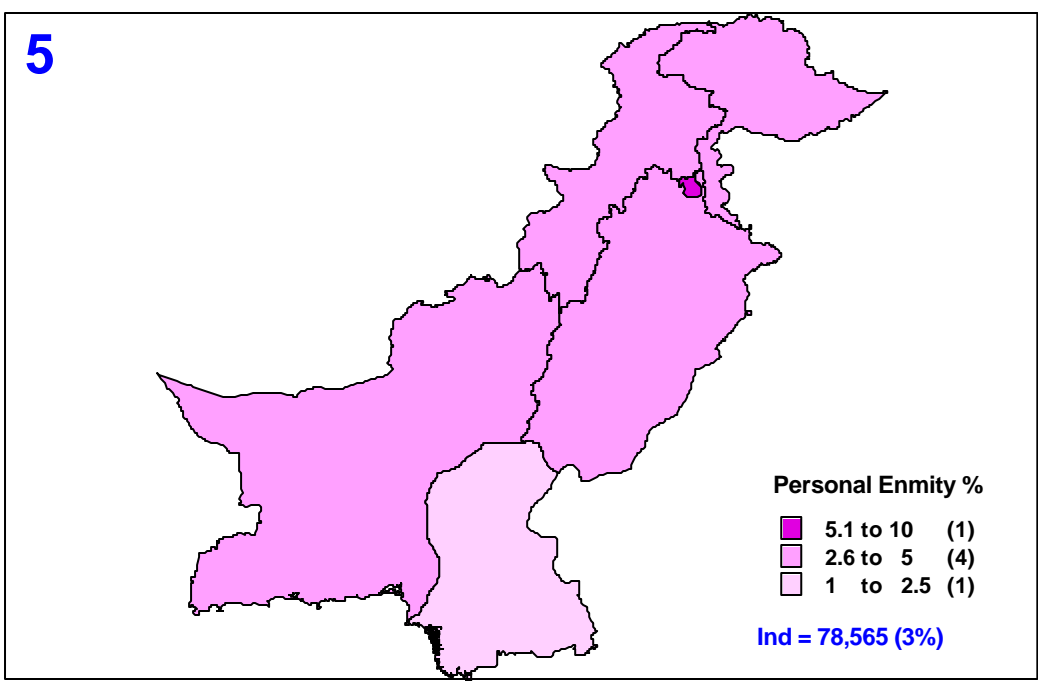 5
Personal Enmity %
5.1 to 10 (1)
2.6 to 5 (4)
1 to 2.5 (1)
Ind = 78,565 (3%)